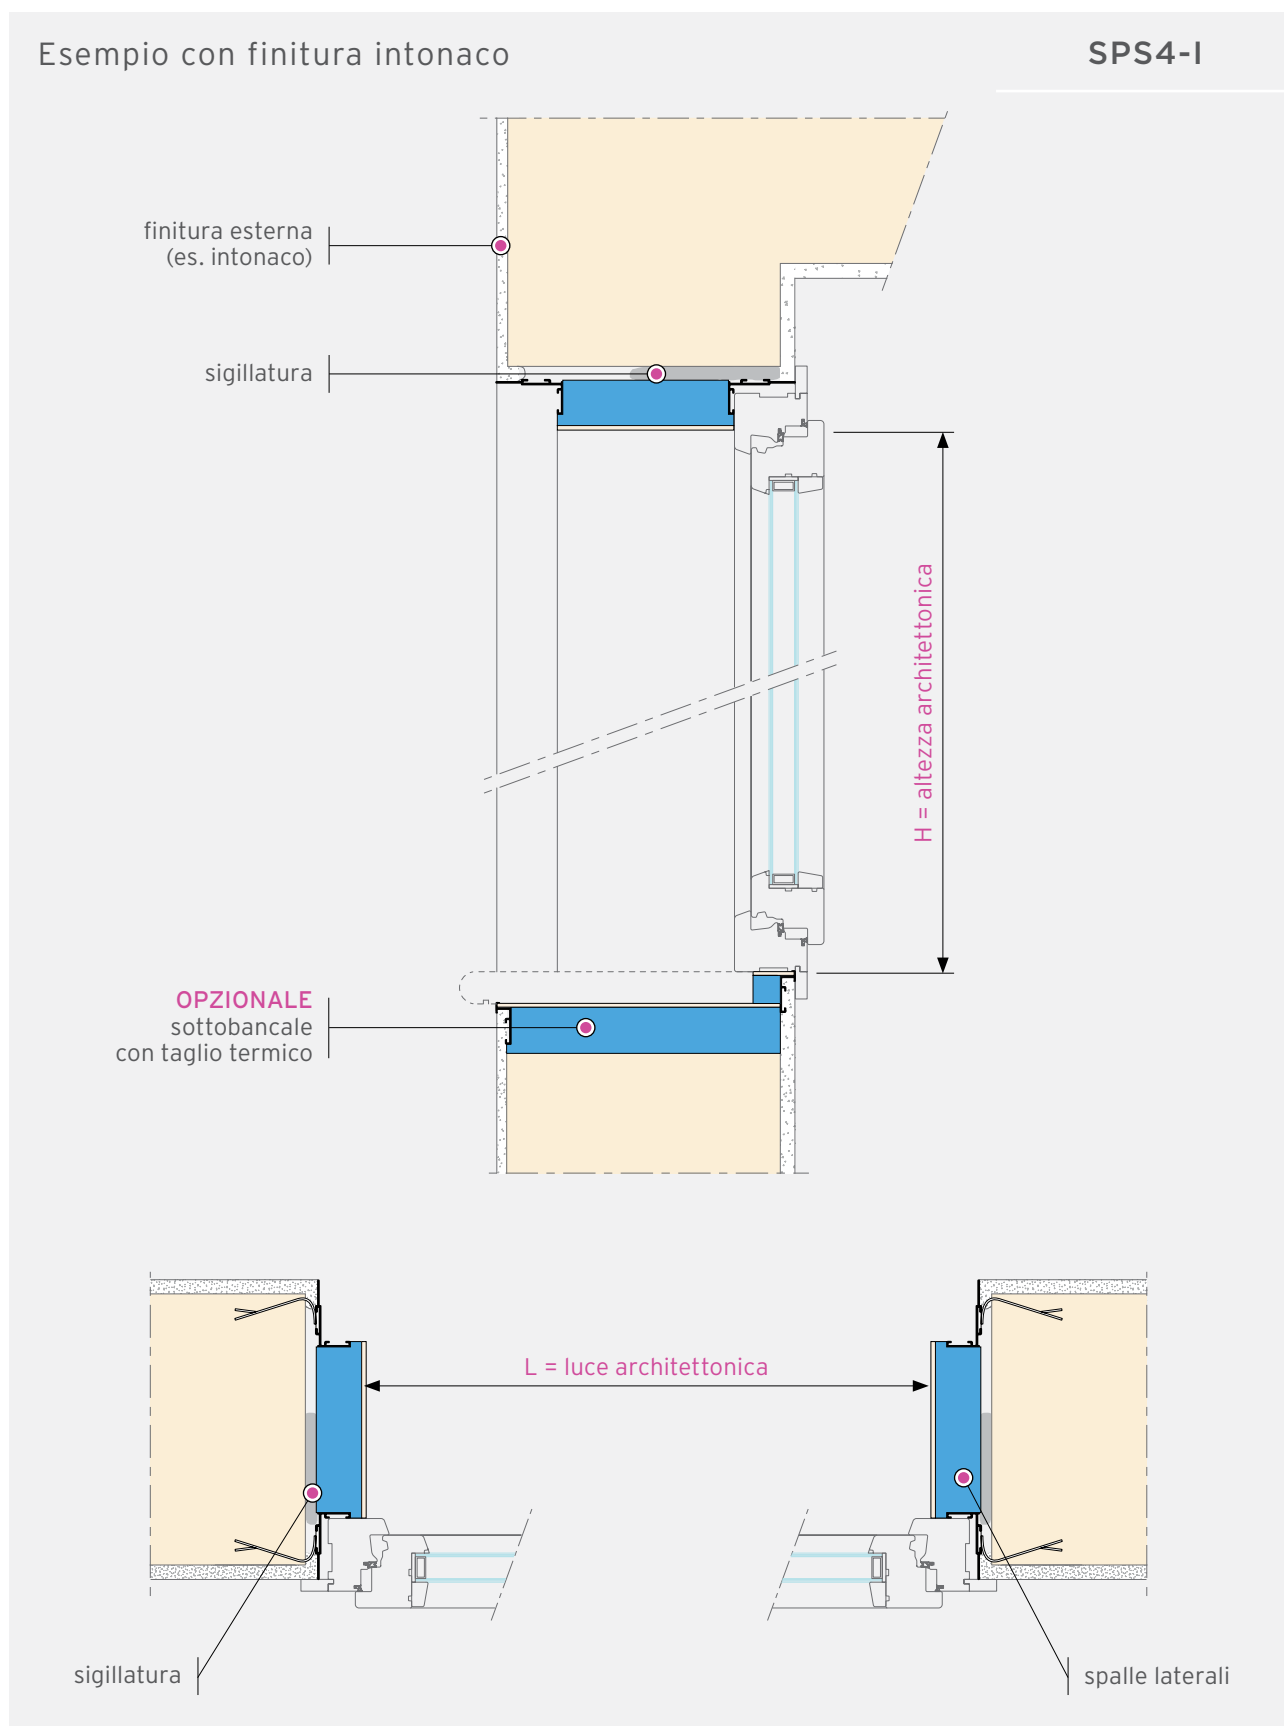 Esempio con finitura intonaco
SPS4-I
finitura esterna
(es. intonaco)
sigillatura
H = altezza architettonica
OPZIONALE
sottobancale
con taglio termico
L = luce architettonica
sigillatura
spalle laterali